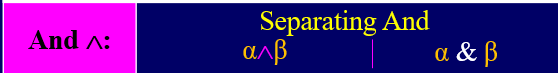 And ∧:
Separating And
α∧β | α & β